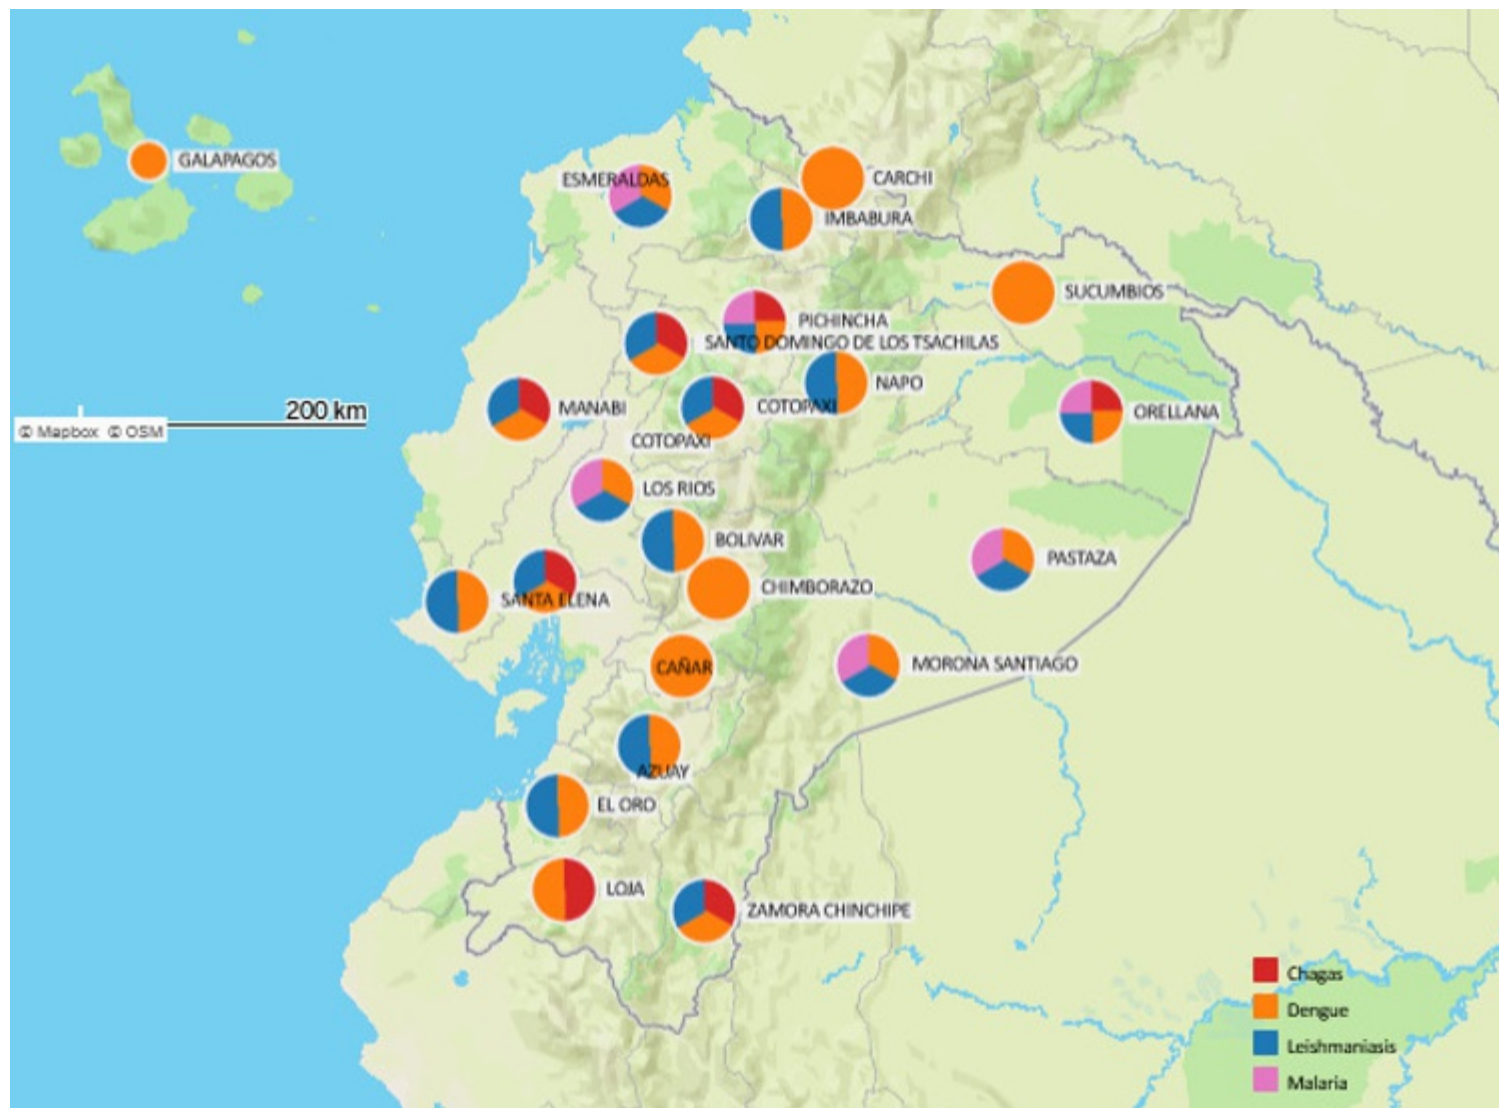 GALAPAGOS
ESMERALDAS
CARCHI
IMBABURA
SUCUMBIOS
PICHINCHA
SANTO DOMINGO DE LOS TSACHILAS
NAPO
MANABI
COTOPAXI
ORELLANA
200 km
© Mapbox © OSM
COTOPAXI
LOS RIOS
BOLIVAR
PASTAZA
CHIMBORAZO
SANTA ELENA
CAÑAR
MORONA SANTIAGO
AZUAY
EL ORO
LOJA
ZAMORA CHINCHIPE
Chagas
Dengue
Leishmaniasis
Malaria